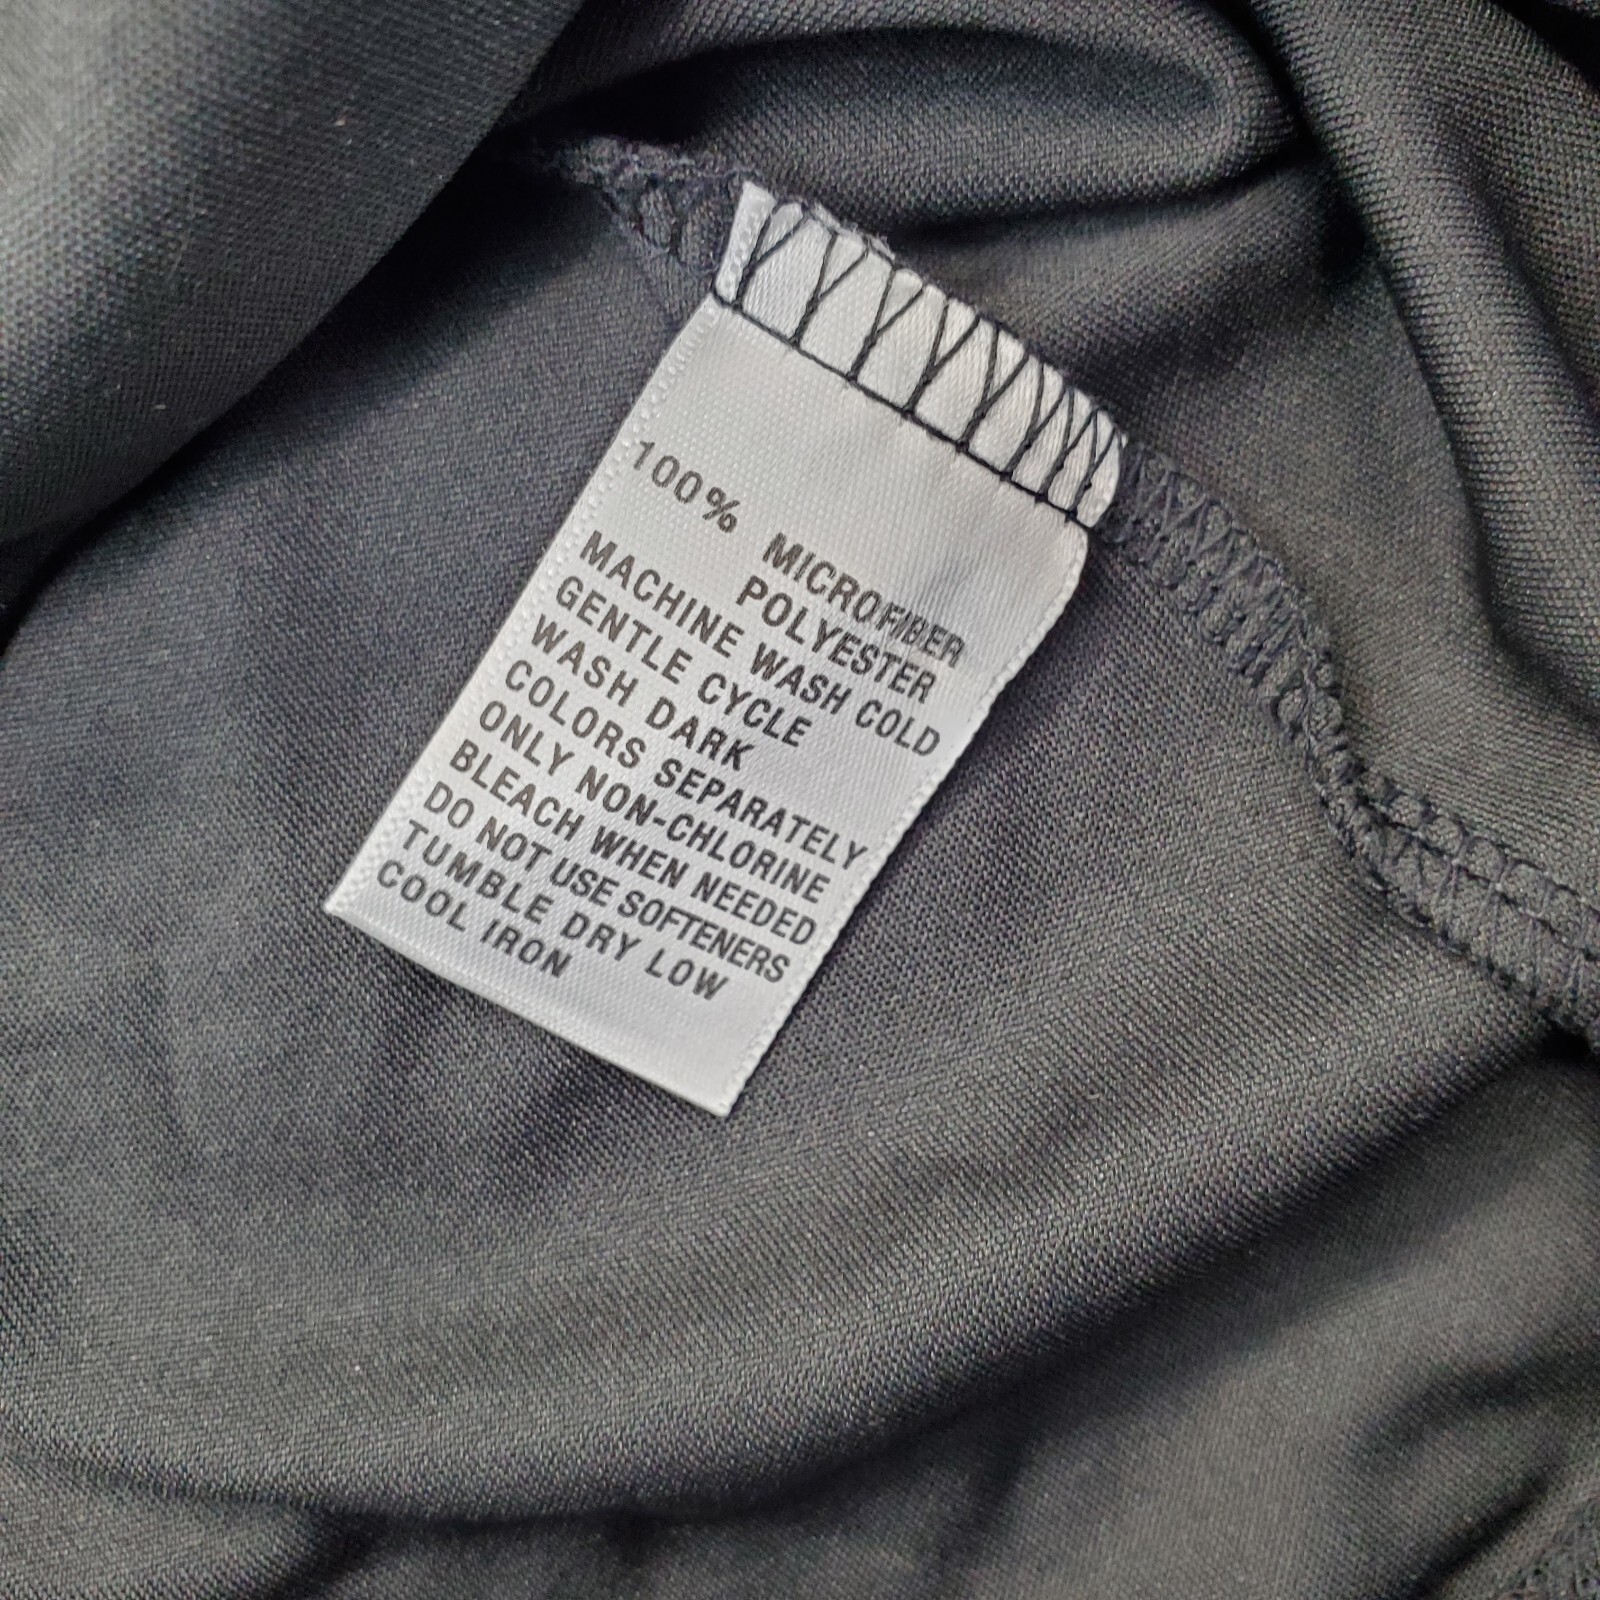 100% MICROFIBER
POLYESTER
MACHINE WASH COLD
GENTLE CYCLE
WASH DARK
COLORS SEPARATELY
ONLY NON-CHLORINE
BLEACH WHEN NEEDED
DO NOT USE SOFTENERS
TUMBLE DRY LOW
COOL IRON